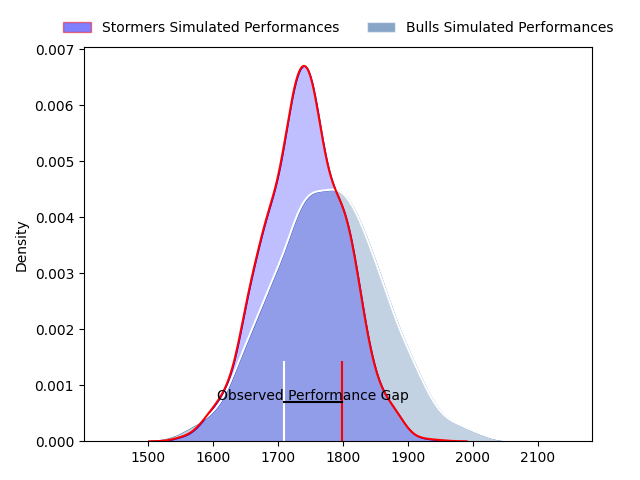 Stormers Simulated Performances Bulls Simulated Performances
0.007
0.006
0.005
0.004
0.003
0.002
0.001
0.000
Density
Observed Performance Gap
1500 1600 1700 1800 1900 2000 2100